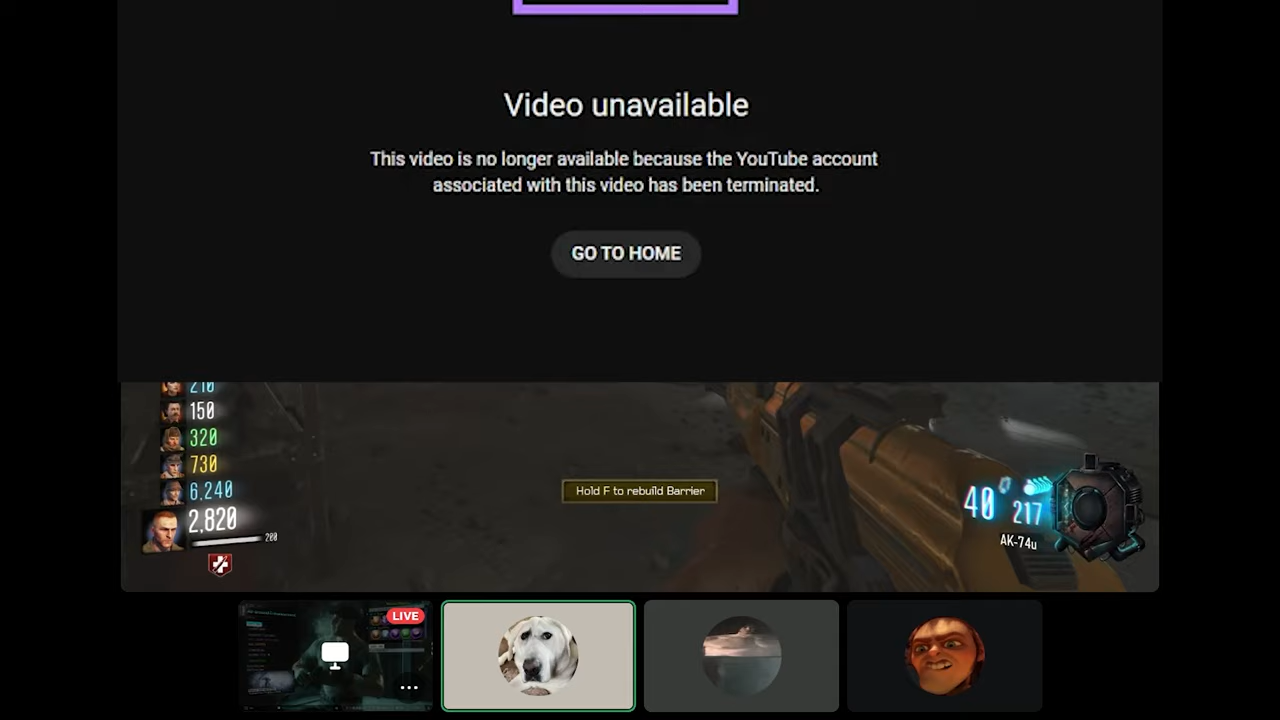 Video unavailable
This video is no longer available because the YouTube account
associated with this video has been terminated.
GO TO HOME
210
150
320
730
6,240
2,820
200
Hold F to rebuild Barrier
40
217
AK-74u
LIVE